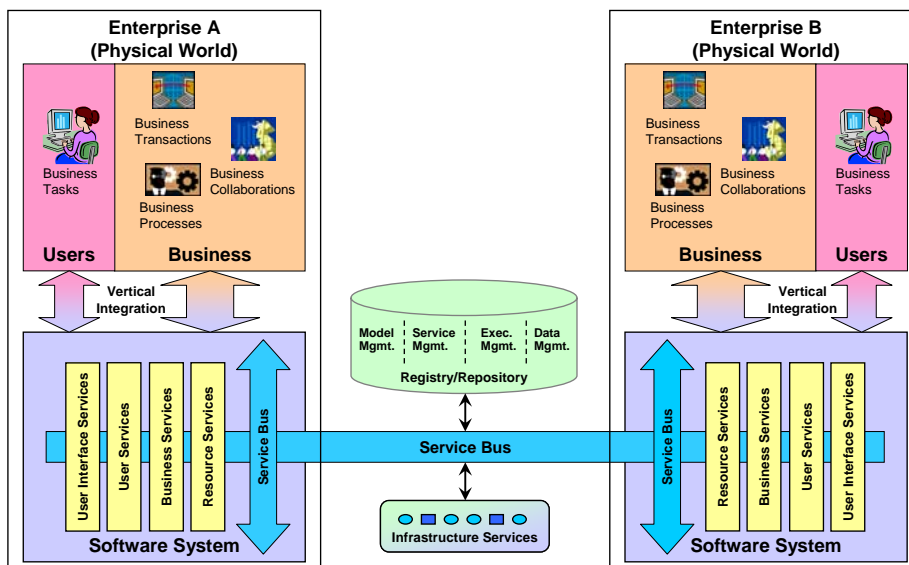 Enterprise A
(Physical World)
Business
Tasks
Users
Business
Transactions
Business
Collaborations
Business
Processes
Business
Vertical
Integration
User Interface Services
User Services
Business Services
Resource Services
Service Bus
Software System
Model
Mgmt.
Service
Mgmt.
Exec.
Mgmt.
Data
Mgmt.
Registry/Repository
Service Bus
Infrastructure Services
Enterprise B
(Physical World)
Business
Transactions
Business
Collaborations
Business
Processes
Business
Business
Tasks
Users
Vertical
Integration
Service Bus
Resource Services
Business Services
User Services
User Interface Services
Software System